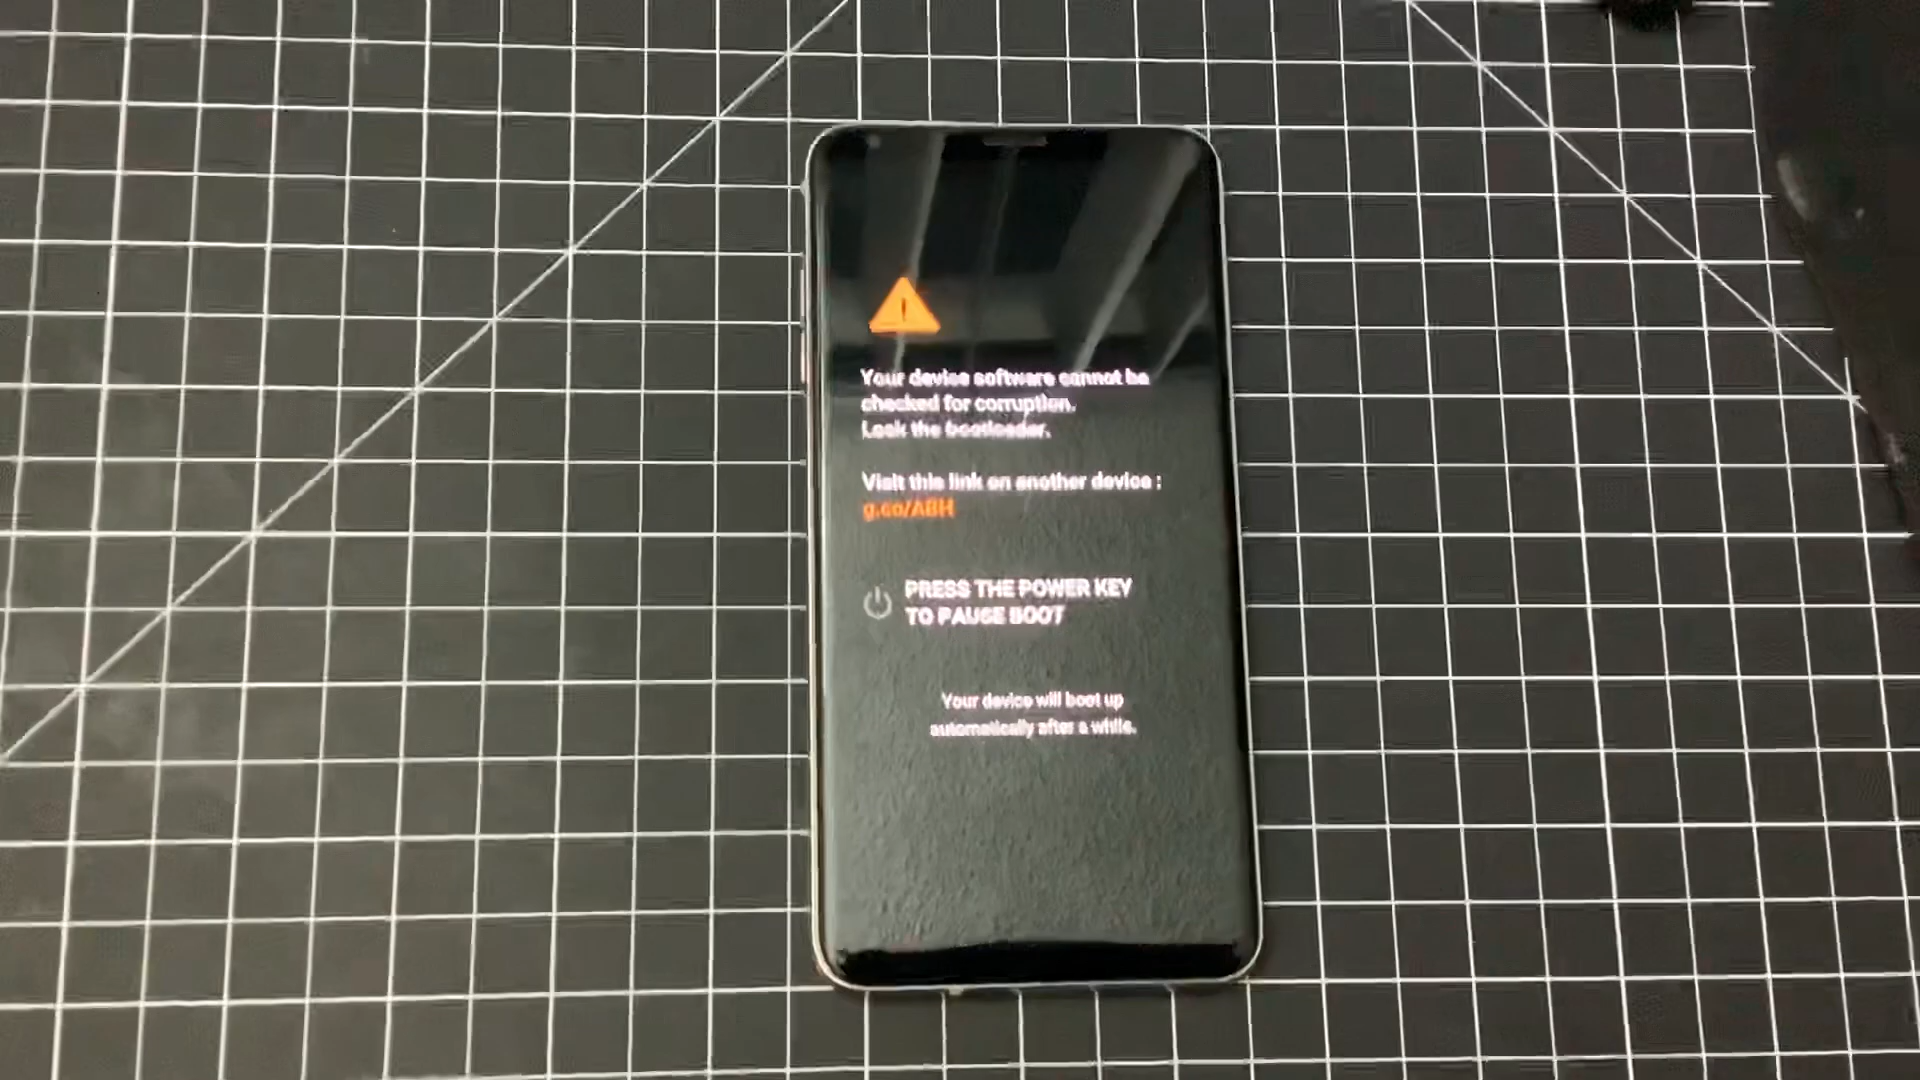 Your device software cannot be
checked for corruption.
Lock the bootloader.
Visit this link on another device :
g.co/ABH
PRESS THE POWER KEY
TO PAUSE BOOT
Your device will boot up
automatically after a while.